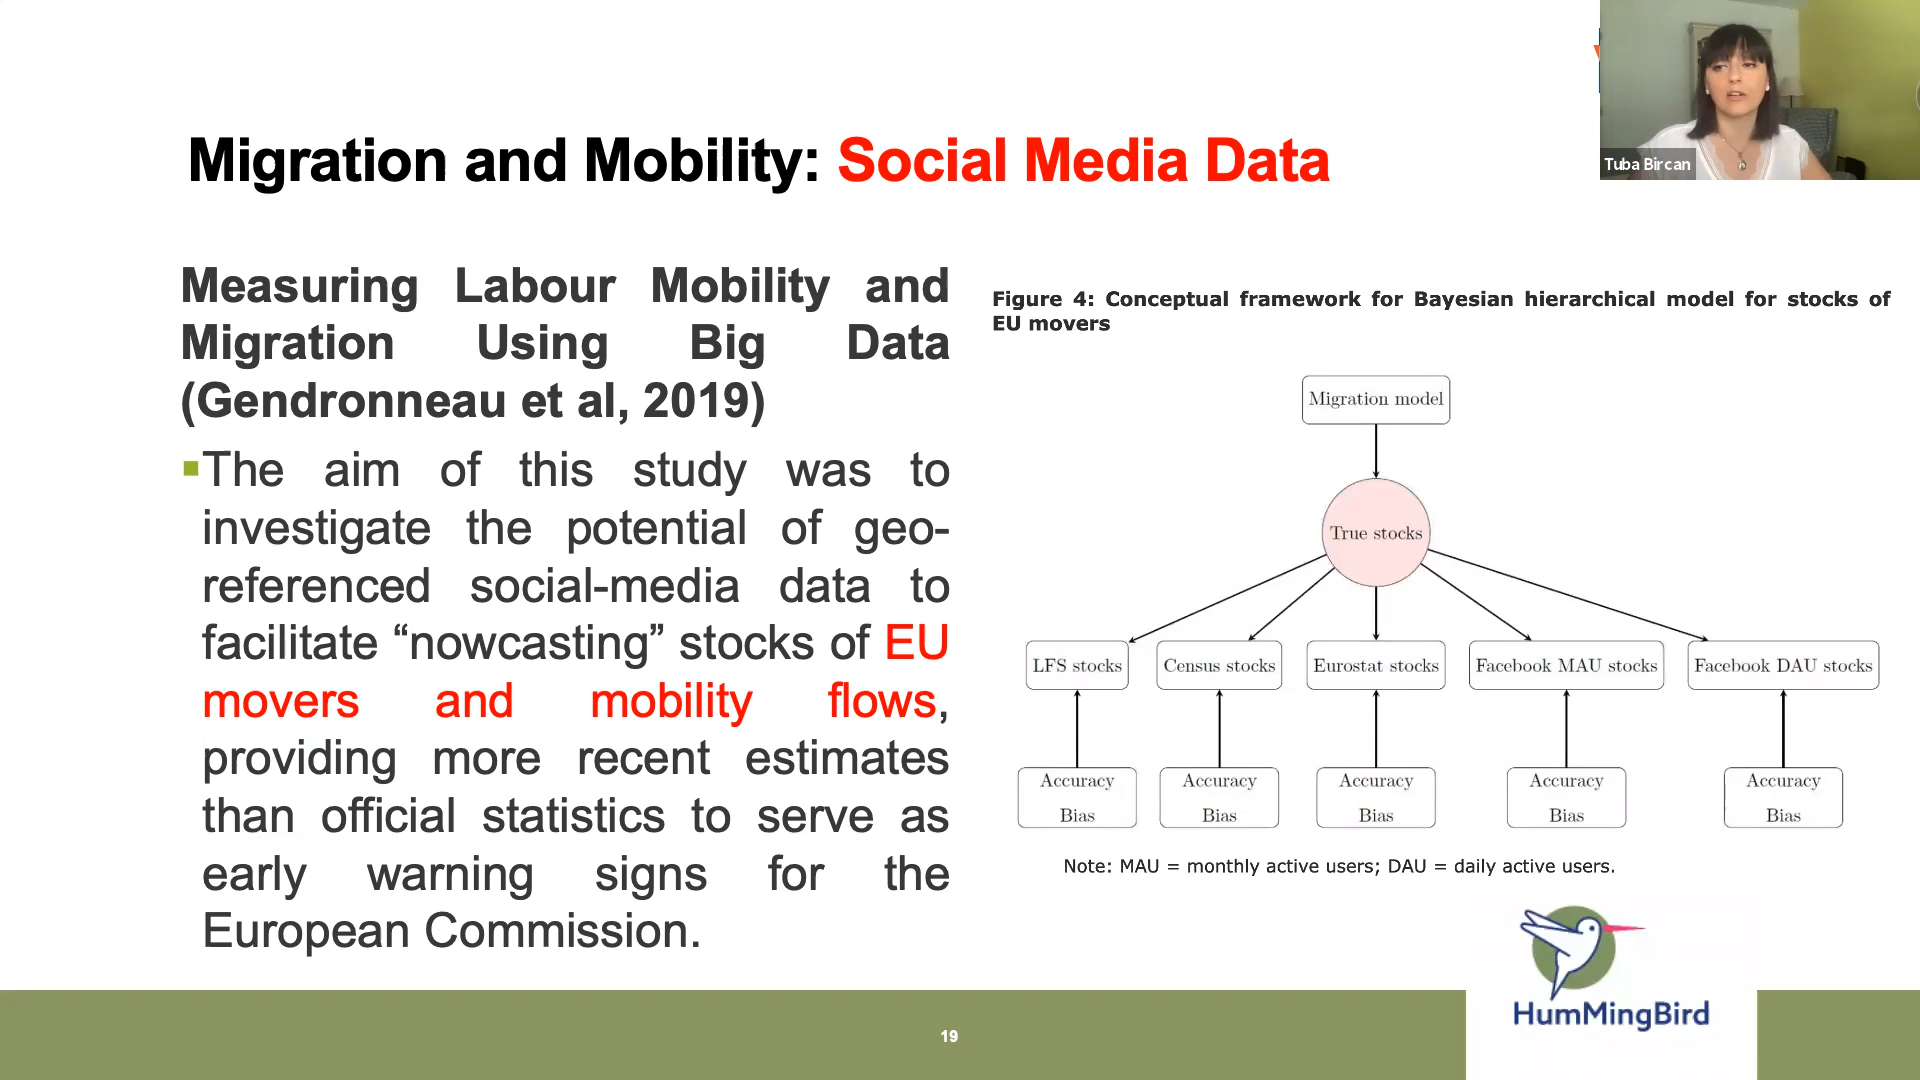 Tuba Bircan
Migration and Mobility: Social Media Data
Measuring Labour Mobility and
Migration Using Big Data
(Gendronneau et al, 2019)
▪The aim of this study was to
investigate the potential of geo-
referenced social-media data to
facilitate “nowcasting” stocks of EU
movers and mobility flows,
providing more recent estimates
than official statistics to serve as
early warning signs for the
European Commission.
Figure 4: Conceptual framework for Bayesian hierarchical model for stocks of
EU movers
Migration model
True stocks
LFS stocks
Census stocks
Eurostat stocks
Facebook MAU stocks
Facebook DAU stocks
Accuracy
Bias
Accuracy
Bias
Accuracy
Bias
Accuracy
Bias
Accuracy
Bias
Note: MAU = monthly active users; DAU = daily active users.
HumMingBird
19